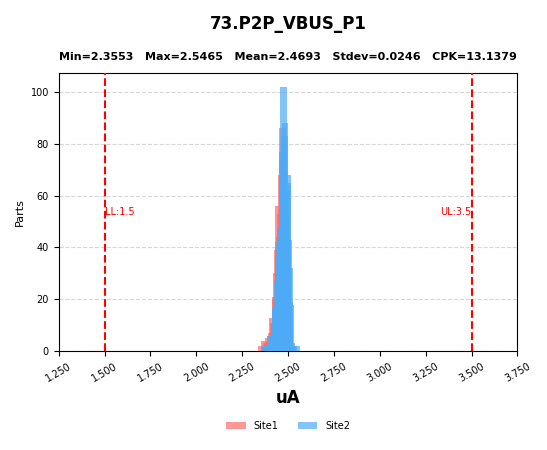 73.P2P_VBUS_P1
Min=2.3553 Max=2.5465 Mean=2.4693 Stdev=0.0246 CPK=13.1379
100
80
60
40
20
0
Parts
LL:1.5
UL:3.5
1.250
1.500
1.750
2.000
2.250
2.500
2.750
3.000
3.250
3.500
3.750
uA
Site1
Site2